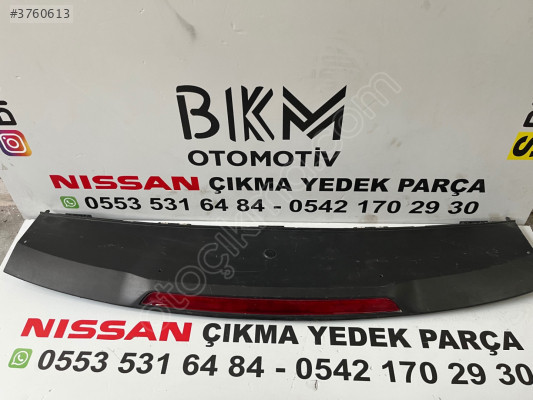 #3760613
BKM
OTOMOTİV
NISSAN ÇIKMA YEDEK PARÇA
0553 531 64 84 - 0542 170 29 30
NISSAN ÇIKMA YEDEK PARÇA
0553 531 64 84 - 0542 170 29 30